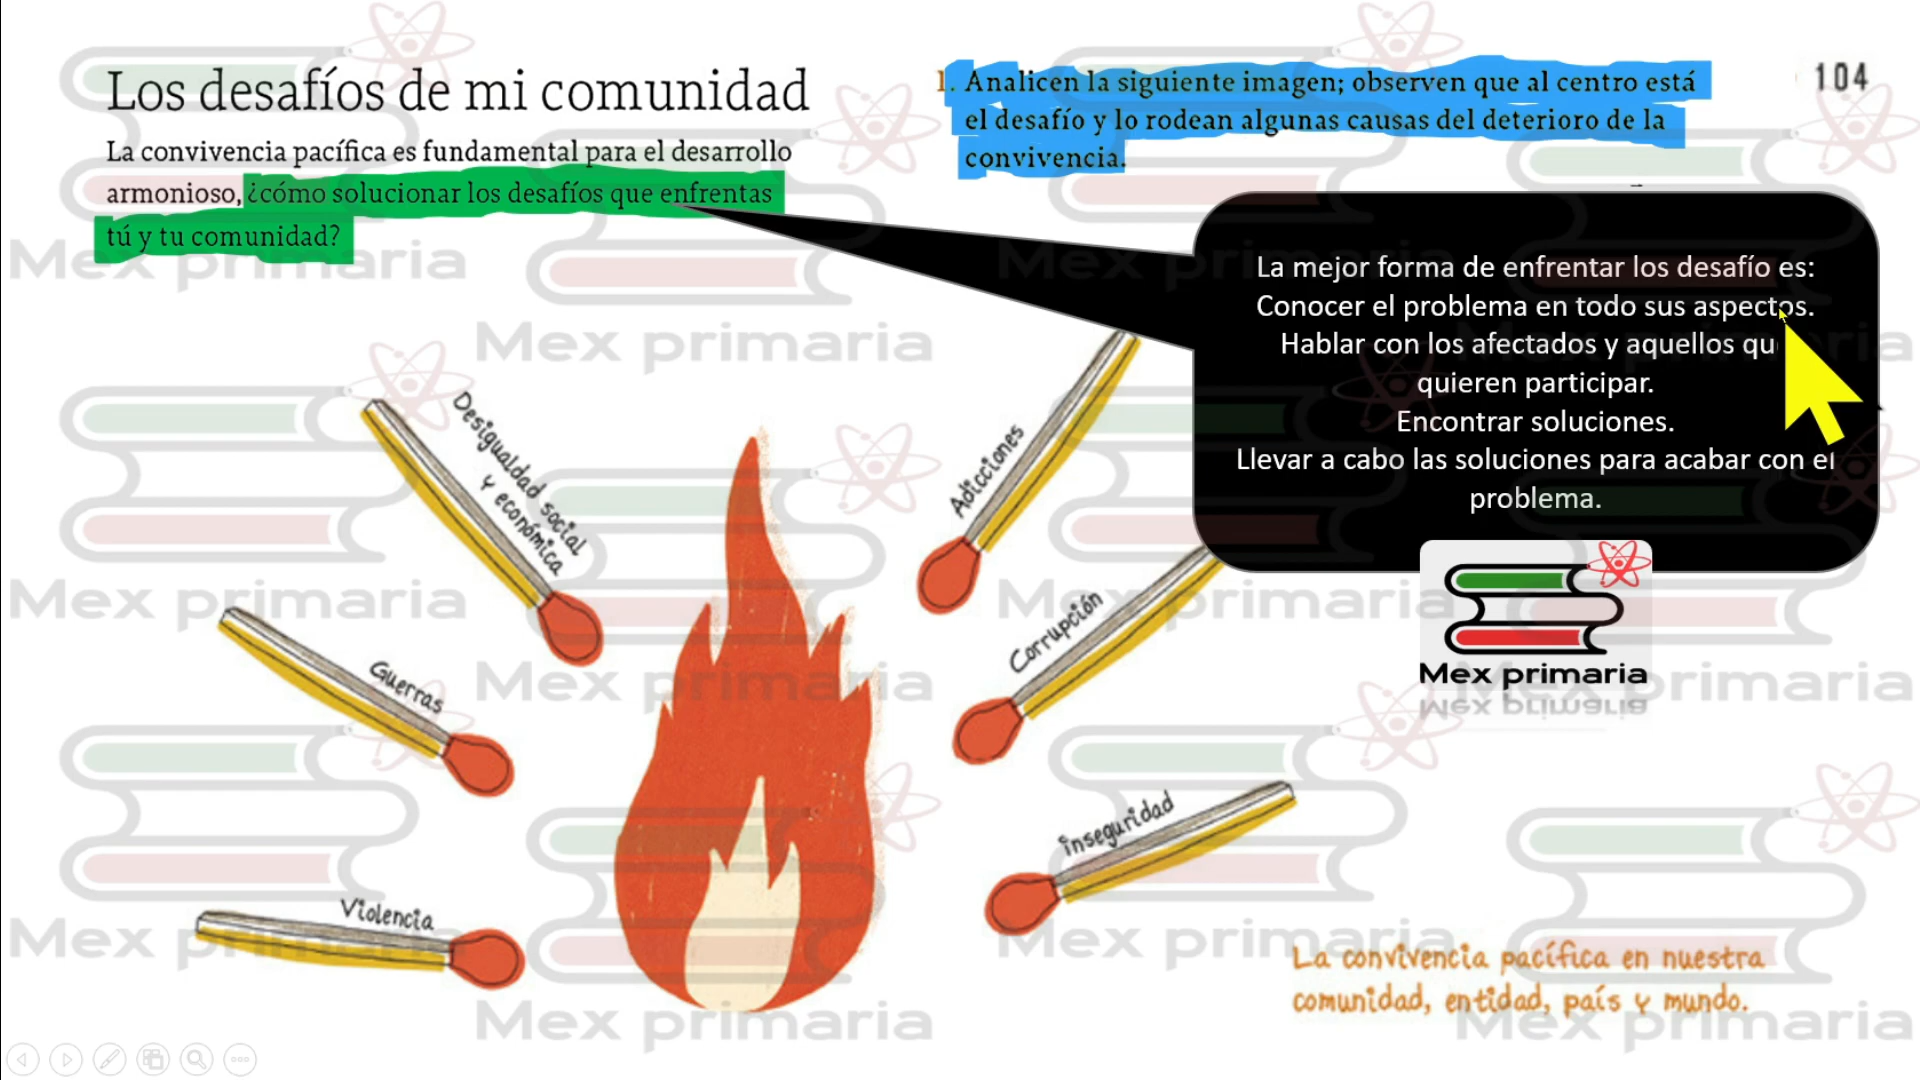 Los desafíos de mi comunidad
La convivencia pacífica es fundamental para el desarrollo
armonioso, ¿cómo solucionar los desafíos que enfrentas
tú y tu comunidad?
1. Analicen la siguiente imagen; observen que al centro está
el desafío y lo rodean algunas causas del deterioro de la
convivencia.
104
La mejor forma de enfrentar los desafío es:
Conocer el problema en todo sus aspectos.
Hablar con los afectados y aquellos qu
quieren participar.
Encontrar soluciones.
Llevar a cabo las soluciones para acabar con el
problema.
Mex primaria
Desigualdad social
y económica
Guerras
Violencia
Adicciones
Corrupción
inseguridad
La convivencia pacífica en nuestra
comunidad, entidad, país y mundo.